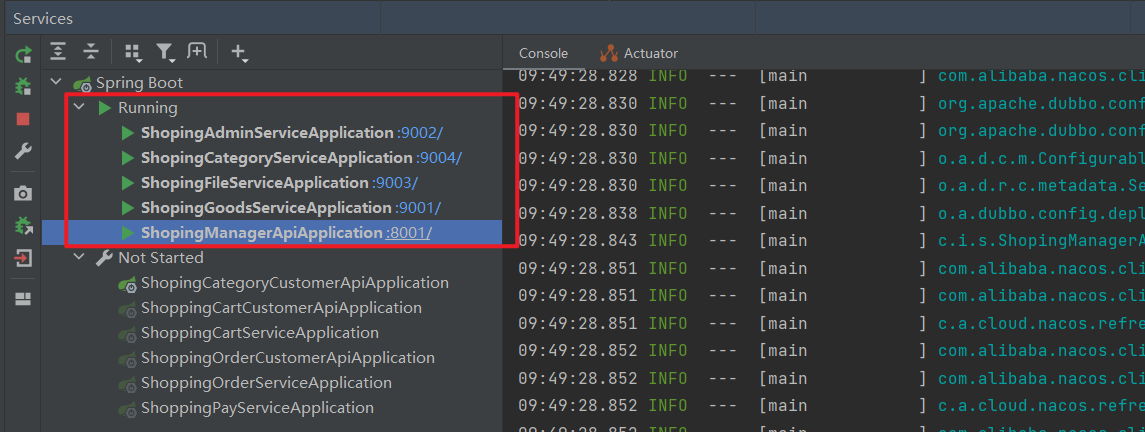 Services
Spring Boot
Running
ShopingAdminServiceApplication :9002/
ShopingCategoryServiceApplication :9004/
ShopingFileServiceApplication :9003/
ShopingGoodsServiceApplication :9001/
ShopingManagerApiApplication :8001/
Not Started
ShopingCategoryCustomerApiApplication
ShoppingCartCustomerApiApplication
ShoppingCartServiceApplication
ShoppingOrderCustomerApiApplication
ShoppingOrderServiceApplication
ShoppingPayServiceApplication
Console Actuator
09:49:28.828 INFO --- [main ] com.alibaba.nacos.cli
09:49:28.830 INFO --- [main ] org.apache.dubbo.conf
09:49:28.830 INFO --- [main ] org.apache.dubbo.conf
09:49:28.830 INFO --- [main ] o.a.d.c.m.Configurabl
09:49:28.830 INFO --- [main ] o.a.d.r.c.metadata.Se
09:49:28.838 INFO --- [main ] o.a.dubbo.config.depl
09:49:28.843 INFO --- [main ] c.i.s.ShopingManagerA
09:49:28.851 INFO --- [main ] com.alibaba.nacos.cli
09:49:28.851 INFO --- [main ] com.alibaba.nacos.cli
09:49:28.851 INFO --- [main ] c.a.cloud.nacos.refre
09:49:28.852 INFO --- [main ] com.alibaba.nacos.cli
09:49:28.852 INFO --- [main ] com.alibaba.nacos.cli
09:49:28.852 INFO --- [main ] c.a.cloud.nacos.refre